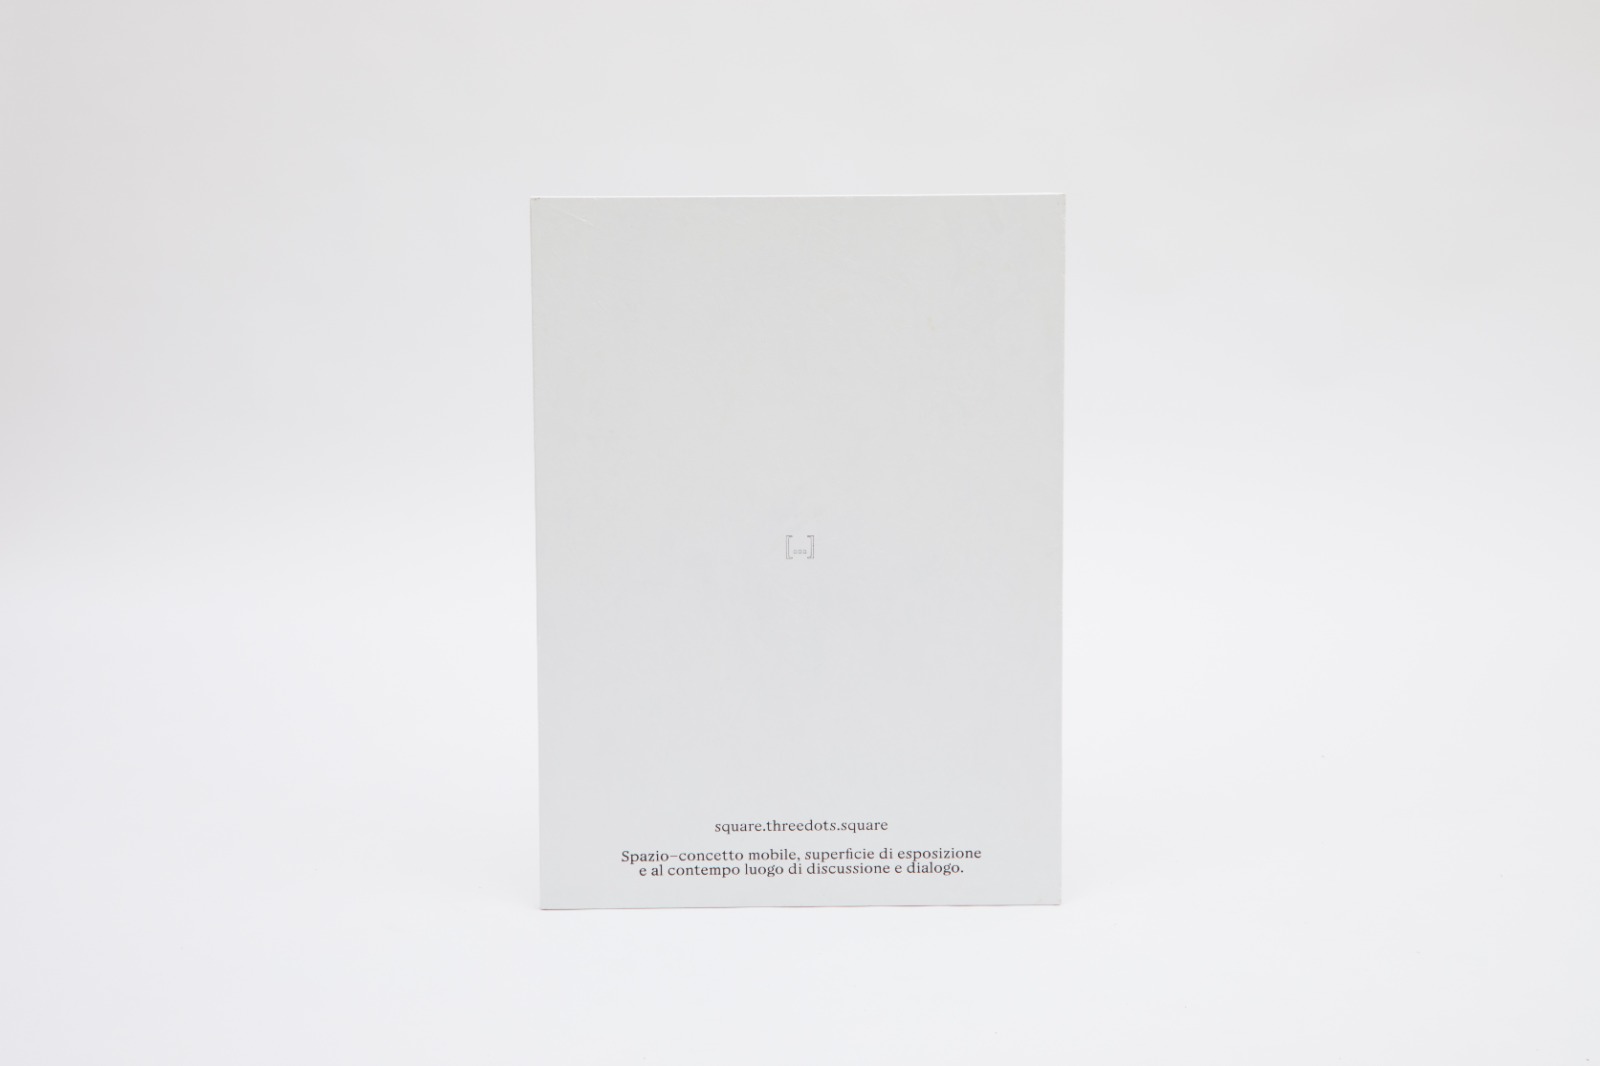 [...]
square.threedots.square
Spazio–concetto mobile, superficie di esposizione
e al contempo luogo di discussione e dialogo.